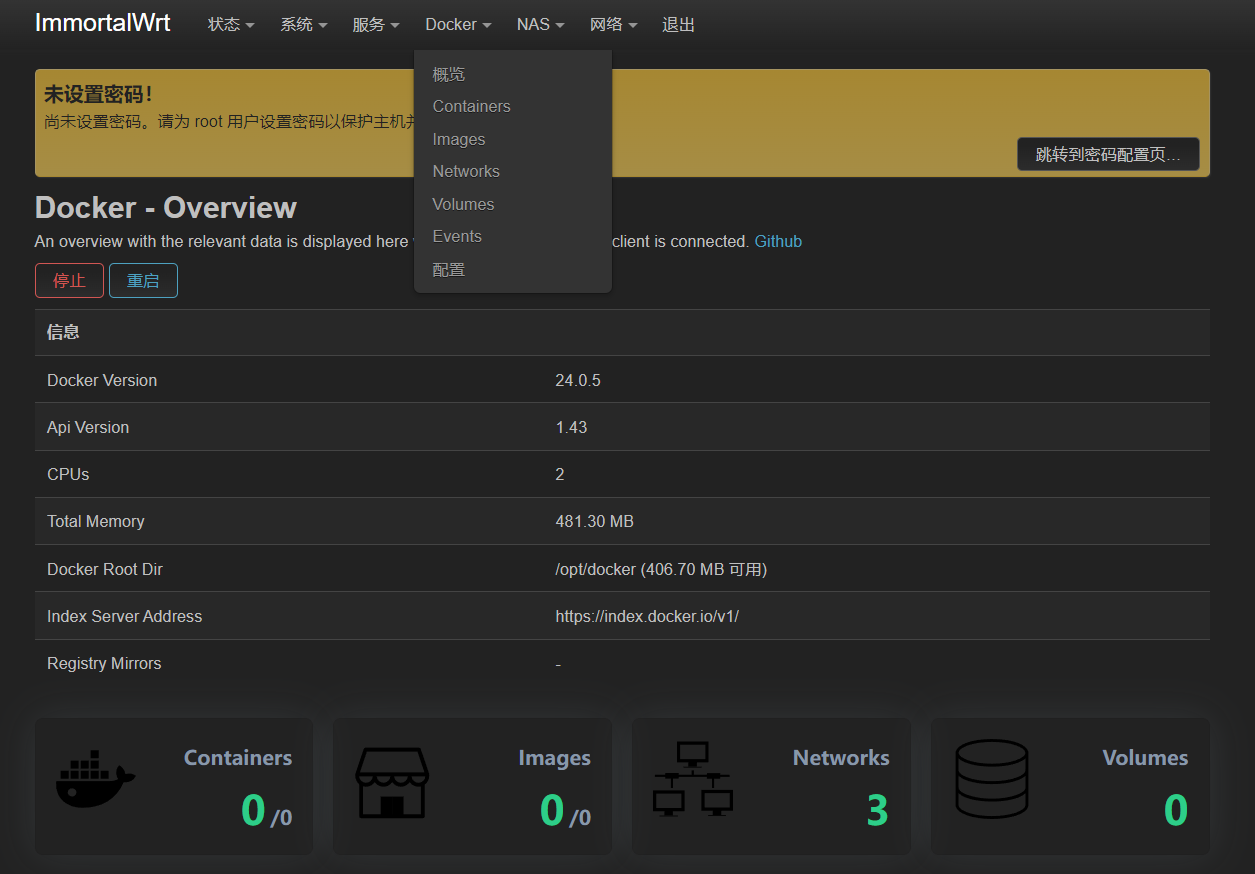 ImmortalWrt 状态 系统 服务 Docker NAS 网络 退出
概览
Containers
Images
Networks
Volumes
Events
配置
未设置密码！
尚未设置密码。请为 root 用户设置密码以保护主机并
跳转到密码配置页…
Docker - Overview
An overview with the relevant data is displayed here client is connected. Github
停止 重启
信息
Docker Version 24.0.5
Api Version 1.43
CPUs 2
Total Memory 481.30 MB
Docker Root Dir /opt/docker (406.70 MB 可用)
Index Server Address https://index.docker.io/v1/
Registry Mirrors -
Containers
0/0
Images
0/0
Networks
3
Volumes
0